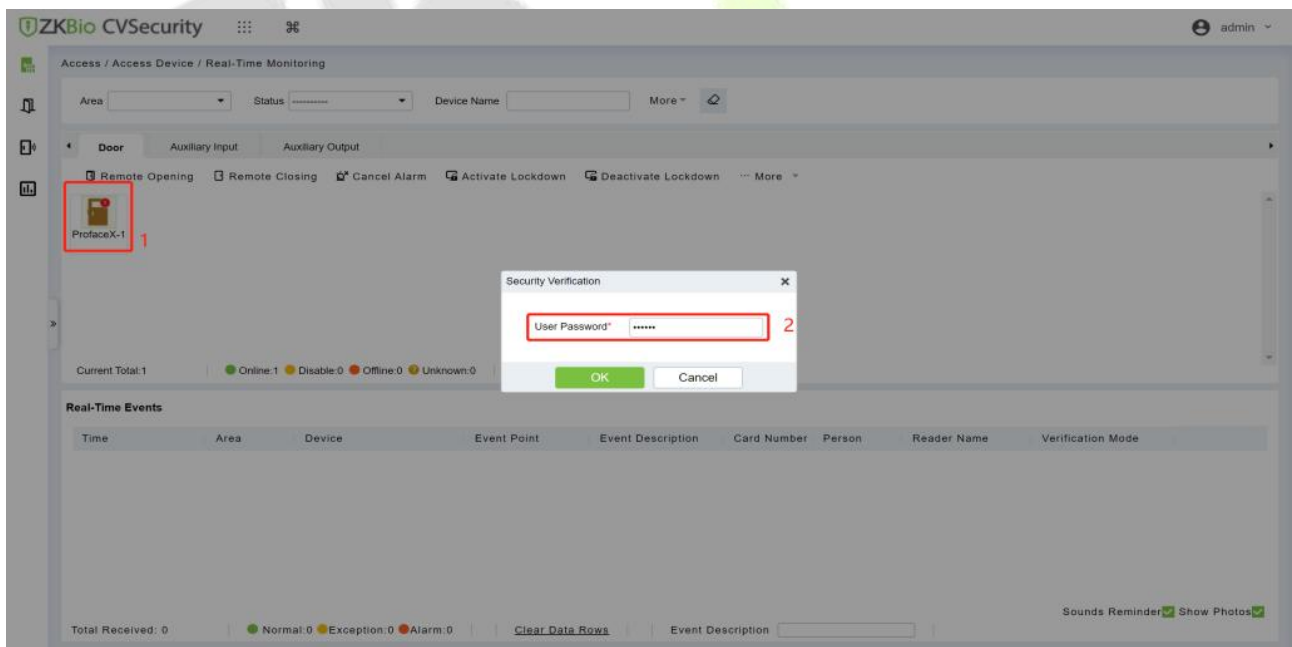 ZKBio CVSecurity admin
Access / Access Device / Real-Time Monitoring
Area Status ---------- Device Name More
Door Auxiliary Input Auxiliary Output
Remote Opening Remote Closing Cancel Alarm Activate Lockdown Deactivate Lockdown ··· More
ProfaceX-1
1
Security Verification
User Password* ••••••
2
OK Cancel
Current Total:1 Online:1 Disable:0 Offline:0 Unknown:0
Real-Time Events
Time Area Device Event Point Event Description Card Number Person Reader Name Verification Mode
Sounds Reminder Show Photos
Total Received: 0 Normal:0 Exception:0 Alarm:0 Clear Data Rows Event Description